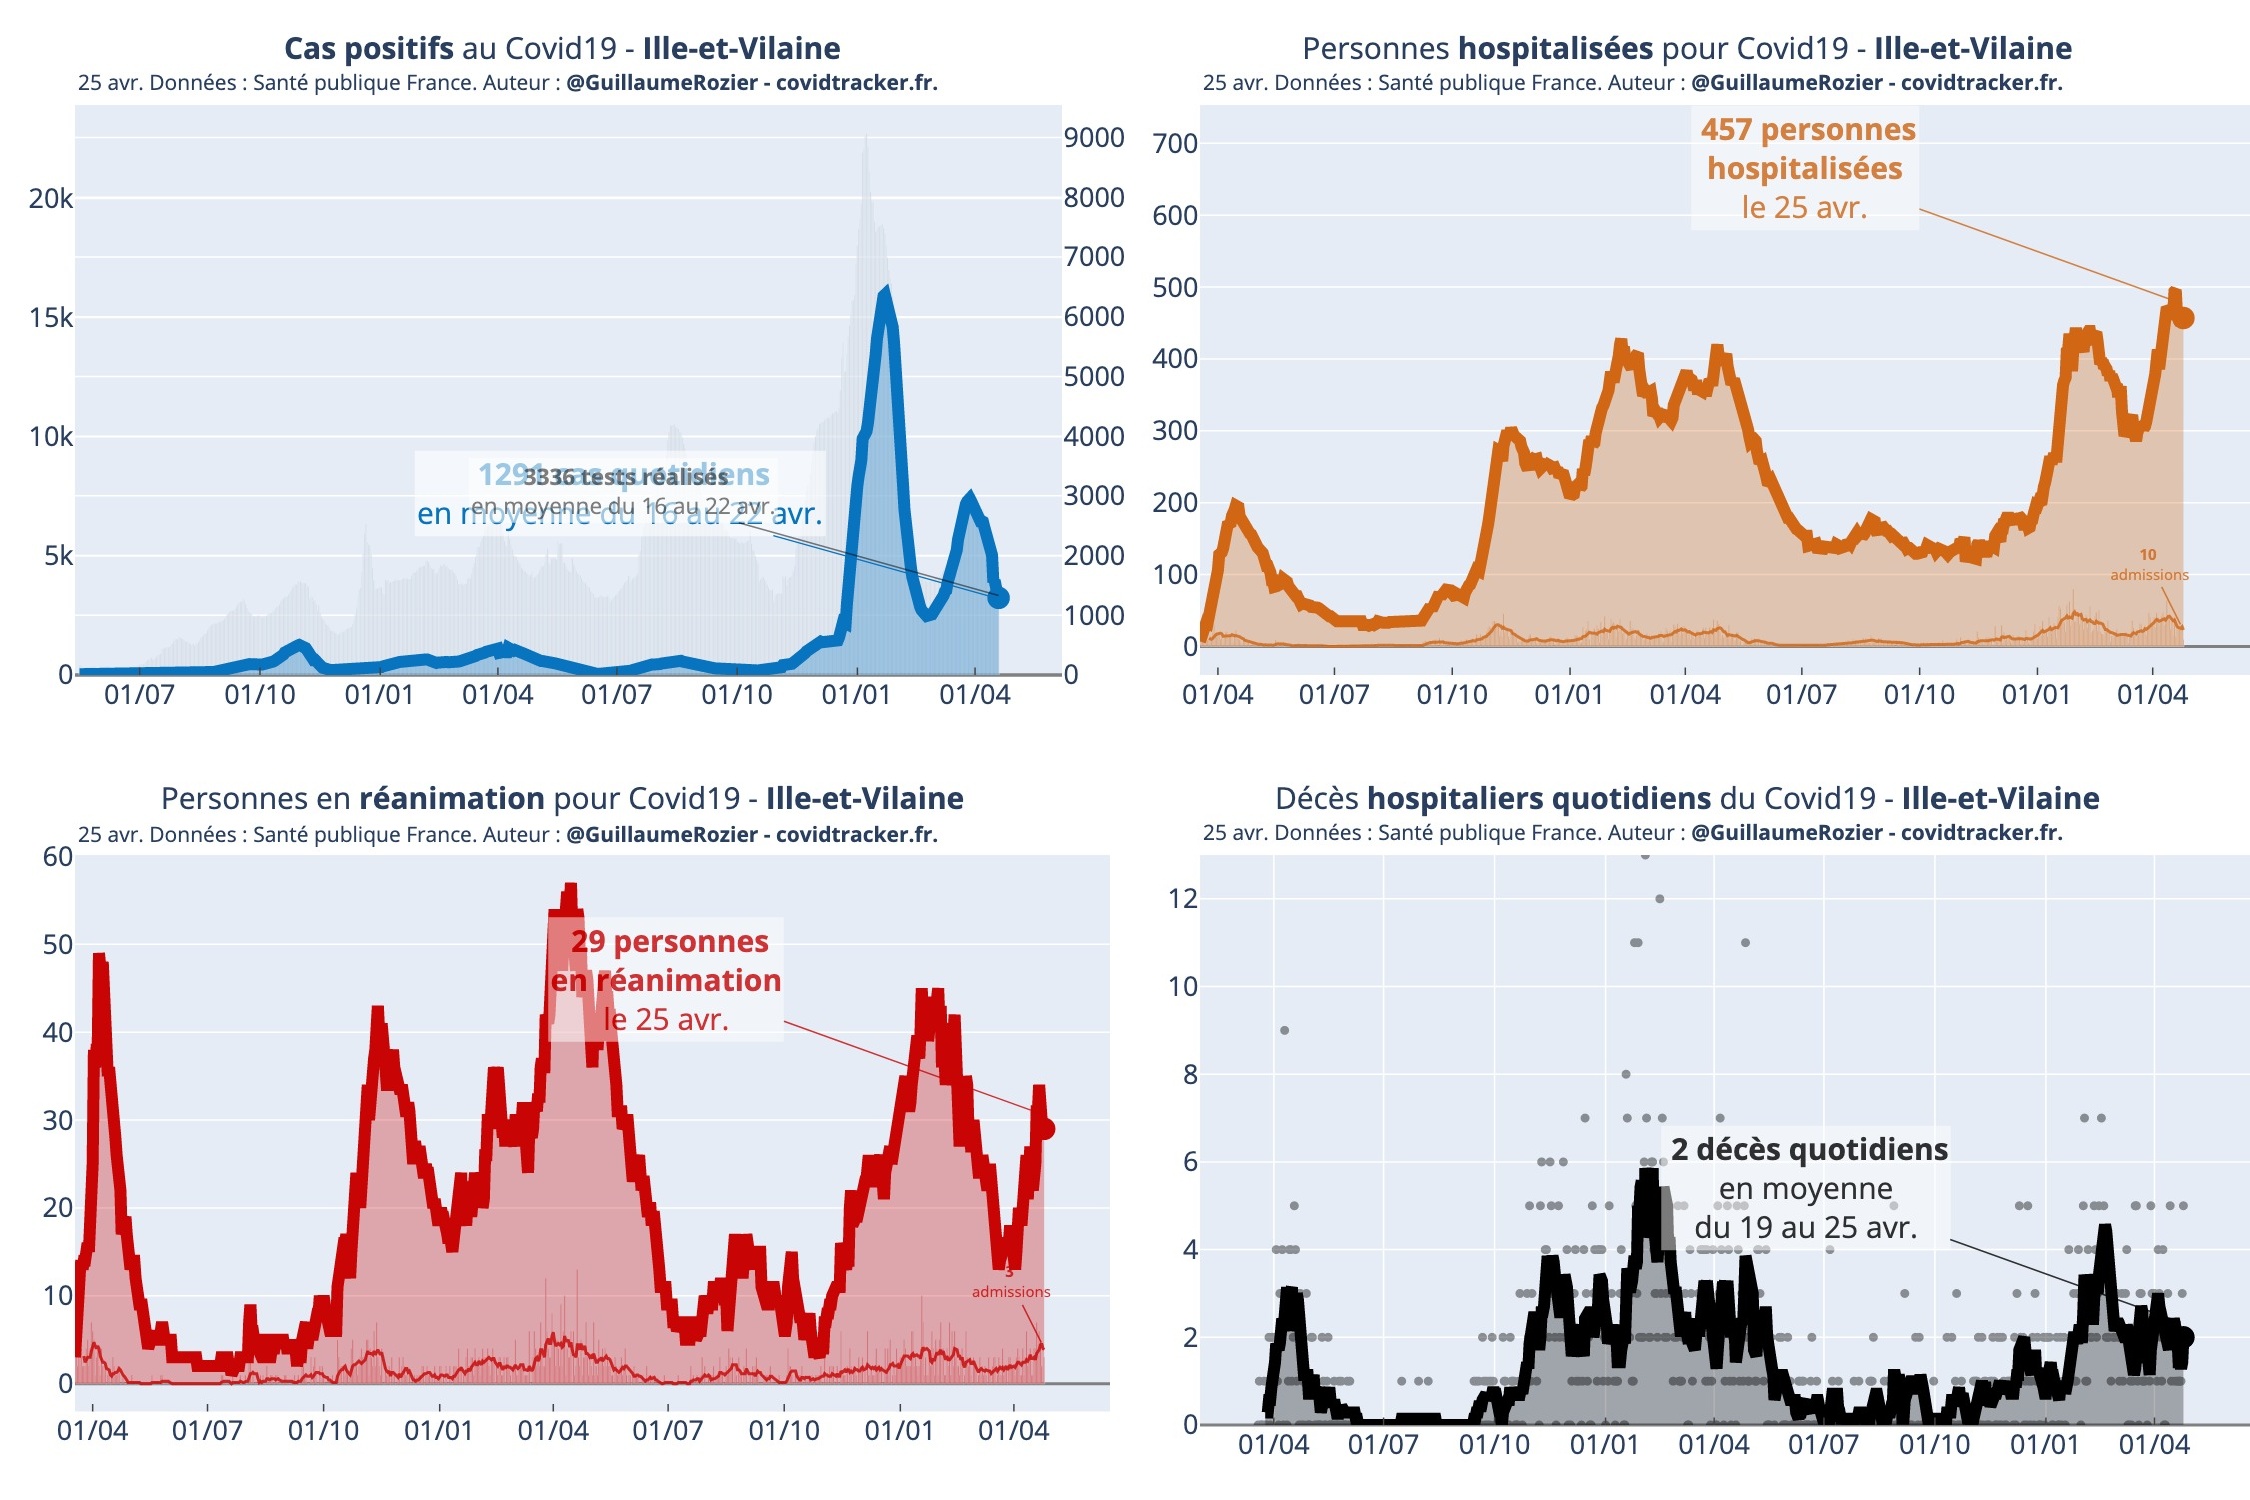 Cas positifs au Covid19 - Ille-et-Vilaine
25 avr. Données : Santé publique France. Auteur : @GuillaumeRozier - covidtracker.fr.
9000
20k
8000
7000
15k
6000
5000
10k
4000
1291 cas quotidiens
3336 tests réalisés
en moyenne du 16 au 22 avr.
en moyenne du 16 au 22 avr.
3000
5k
2000
1000
0
0
01/07 01/10 01/01 01/04 01/07 01/10 01/01 01/04
Personnes hospitalisées pour Covid19 - Ille-et-Vilaine
25 avr. Données : Santé publique France. Auteur : @GuillaumeRozier - covidtracker.fr.
457 personnes
hospitalisées
le 25 avr.
700
600
500
400
300
200
100
0
10
admissions
01/04 01/07 01/10 01/01 01/04 01/07 01/10 01/01 01/04
Personnes en réanimation pour Covid19 - Ille-et-Vilaine
25 avr. Données : Santé publique France. Auteur : @GuillaumeRozier - covidtracker.fr.
60
50
40
30
20
10
0
29 personnes
en réanimation
le 25 avr.
3
admissions
01/04 01/07 01/10 01/01 01/04 01/07 01/10 01/01 01/04
Décès hospitaliers quotidiens du Covid19 - Ille-et-Vilaine
25 avr. Données : Santé publique France. Auteur : @GuillaumeRozier - covidtracker.fr.
12
10
8
6
4
2
0
2 décès quotidiens
en moyenne
du 19 au 25 avr.
01/04 01/07 01/10 01/01 01/04 01/07 01/10 01/01 01/04